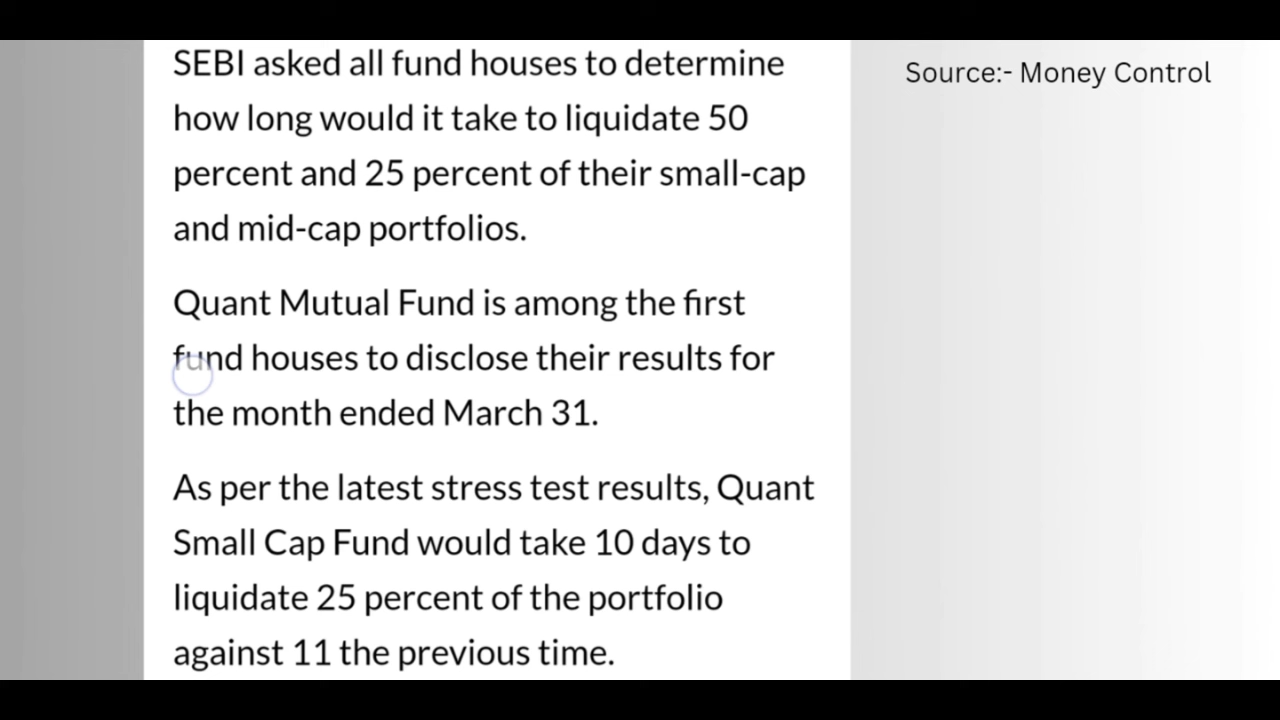 SEBI asked all fund houses to determine
how long would it take to liquidate 50
percent and 25 percent of their small-cap
and mid-cap portfolios.
Quant Mutual Fund is among the first
fund houses to disclose their results for
the month ended March 31.
As per the latest stress test results, Quant
Small Cap Fund would take 10 days to
liquidate 25 percent of the portfolio
against 11 the previous time.
Source:- Money Control